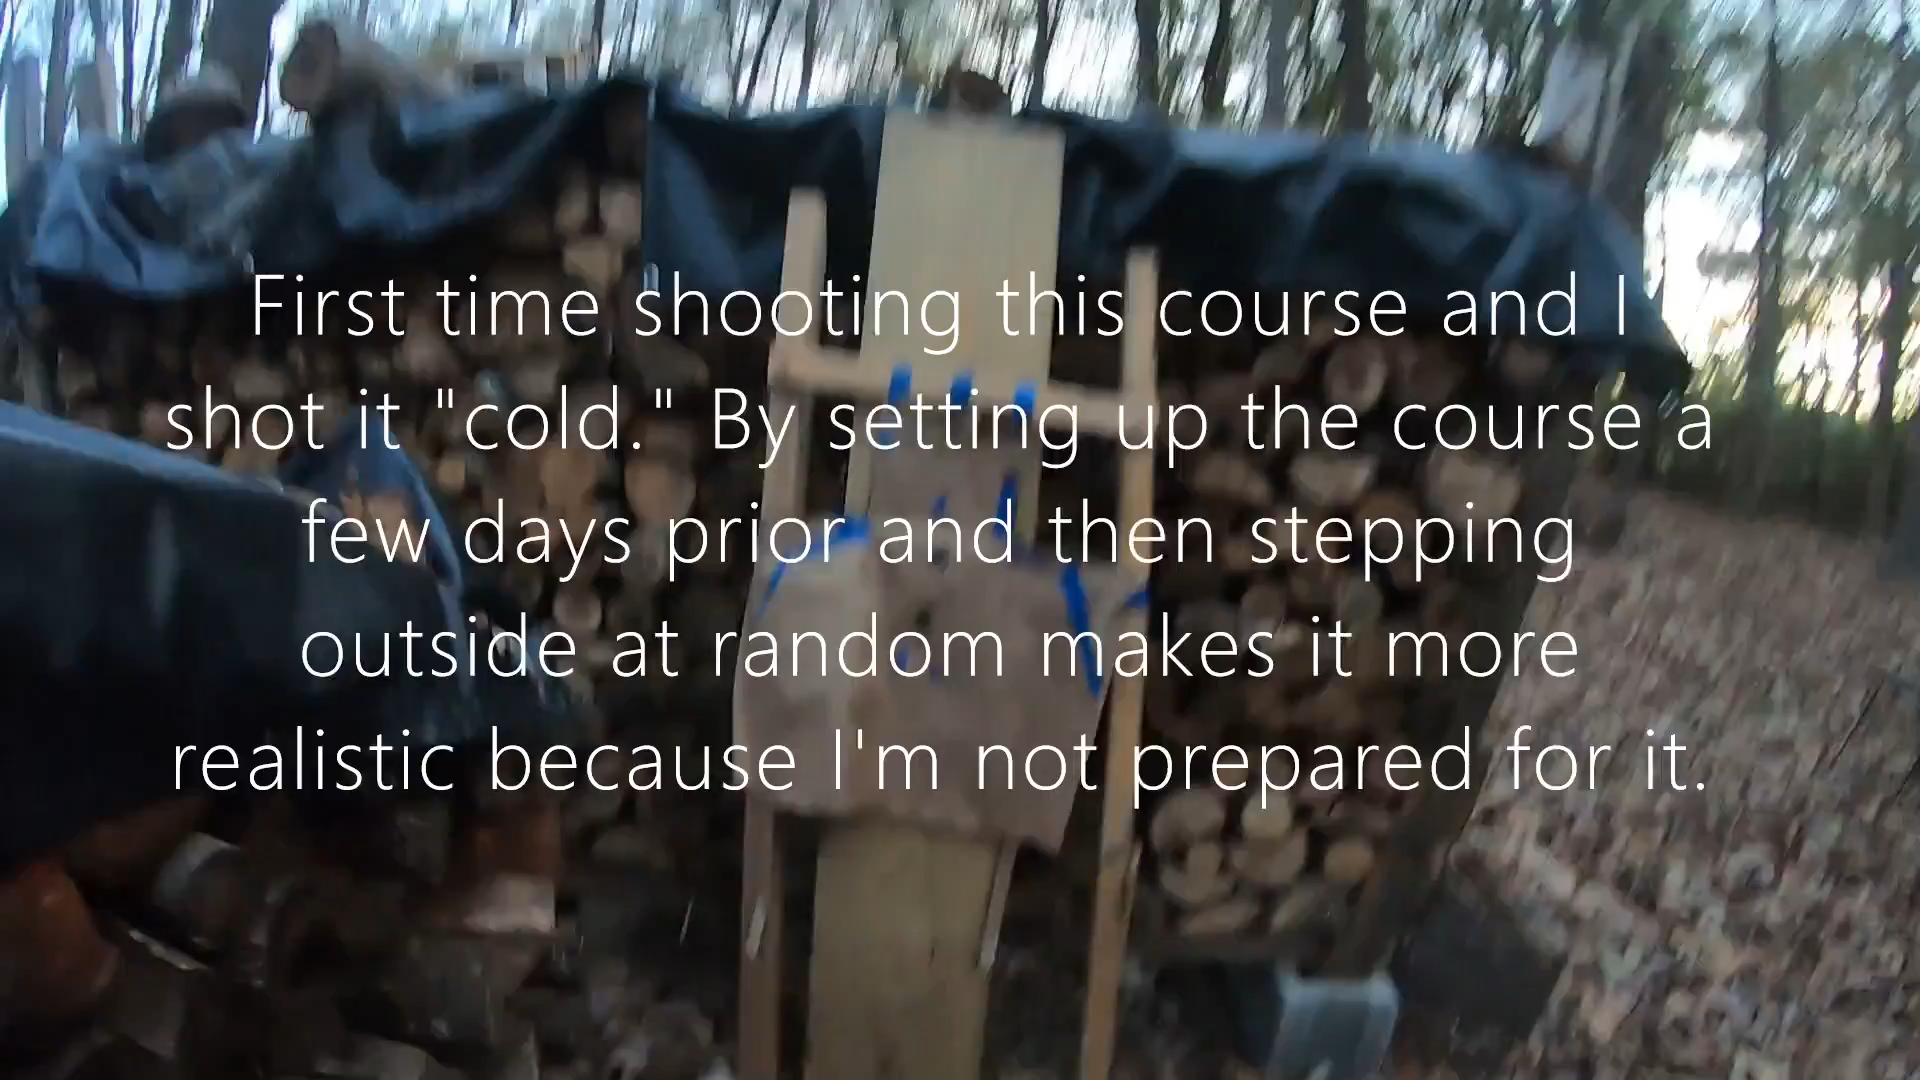 First time shooting this course and I
shot it "cold." By setting up the course a
few days prior and then stepping
outside at random makes it more
realistic because I'm not prepared for it.